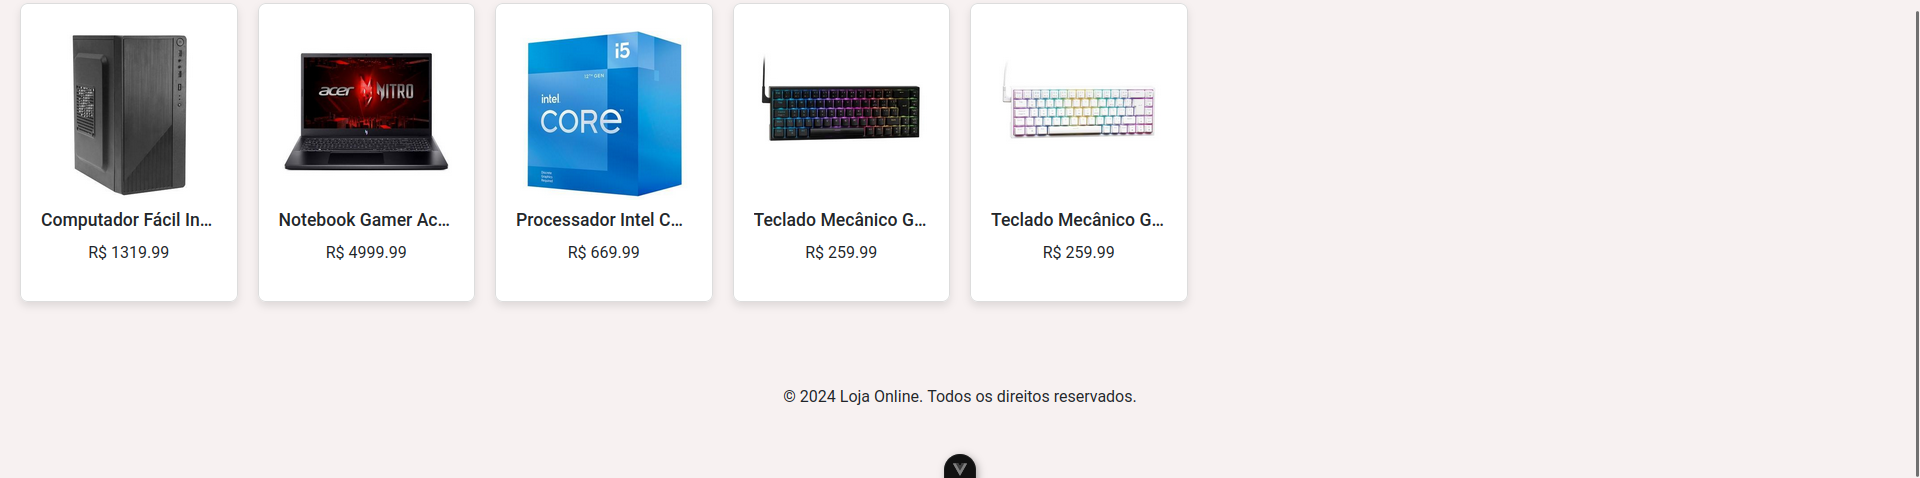 i5
12TH GEN
intel
CORE
acer NITRO
Computador Fácil In...
Notebook Gamer Ac...
Processador Intel C...
Teclado Mecânico G...
Teclado Mecânico G...
R$ 1319.99
R$ 4999.99
R$ 669.99
R$ 259.99
R$ 259.99
© 2024 Loja Online. Todos os direitos reservados.